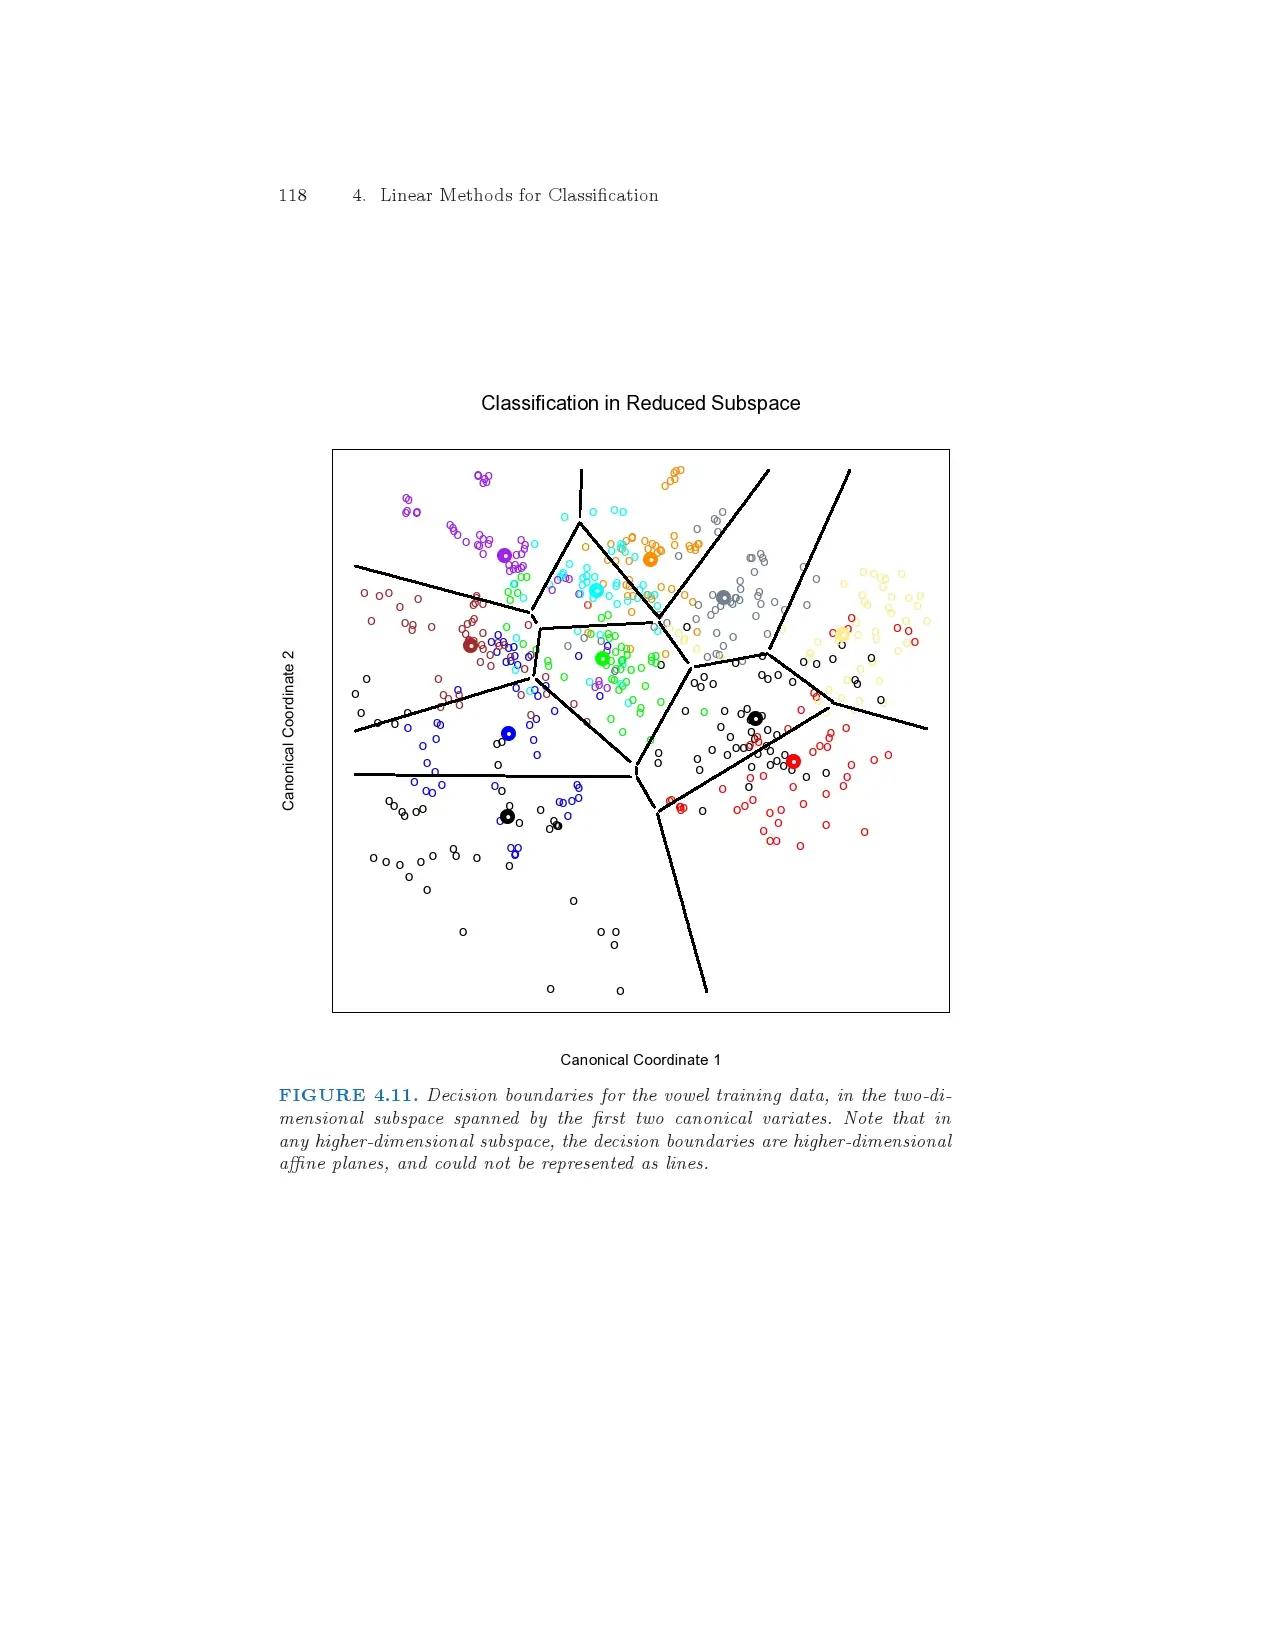 118 4. Linear Methods for Classification
Classification in Reduced Subspace
Canonical Coordinate 2
Canonical Coordinate 1
FIGURE 4.11. Decision boundaries for the vowel training data, in the two-di-
mensional subspace spanned by the first two canonical variates. Note that in
any higher-dimensional subspace, the decision boundaries are higher-dimensional
affine planes, and could not be represented as lines.